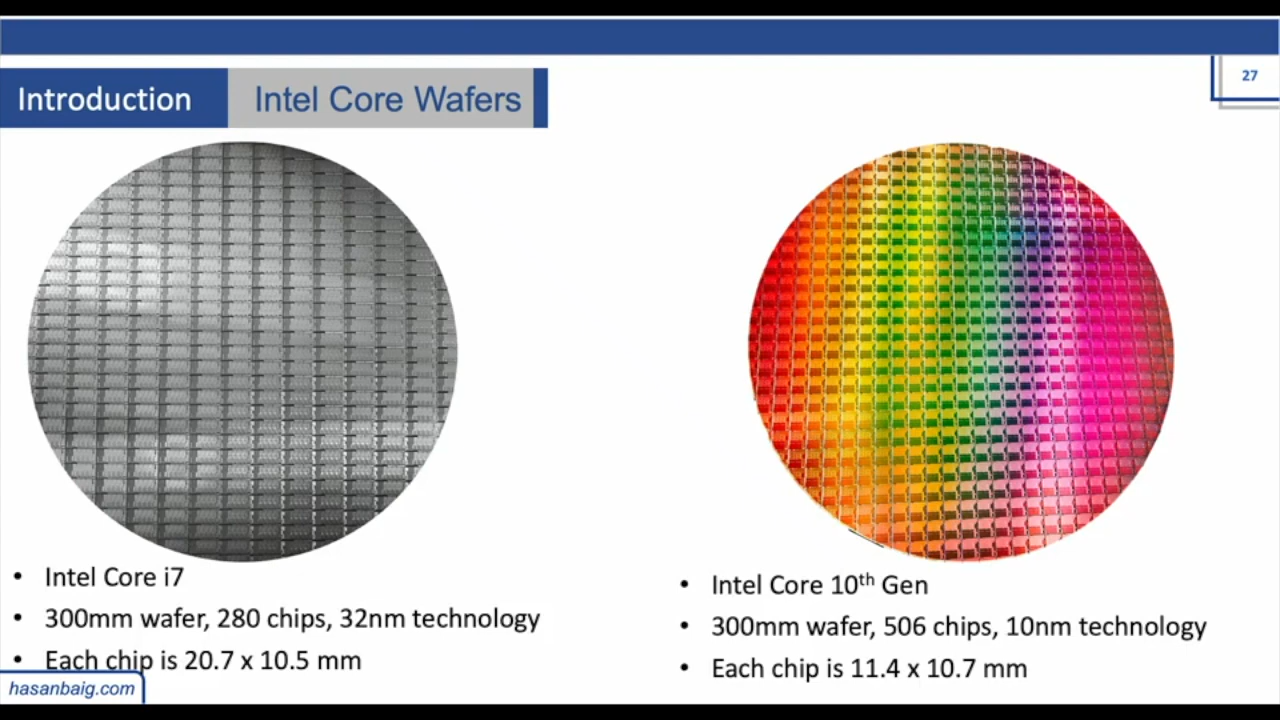 27
Introduction
Intel Core Wafers
• Intel Core i7
• 300mm wafer, 280 chips, 32nm technology
• Each chip is 20.7 x 10.5 mm
• Intel Core 10th Gen
• 300mm wafer, 506 chips, 10nm technology
• Each chip is 11.4 x 10.7 mm
hasanbaig.com